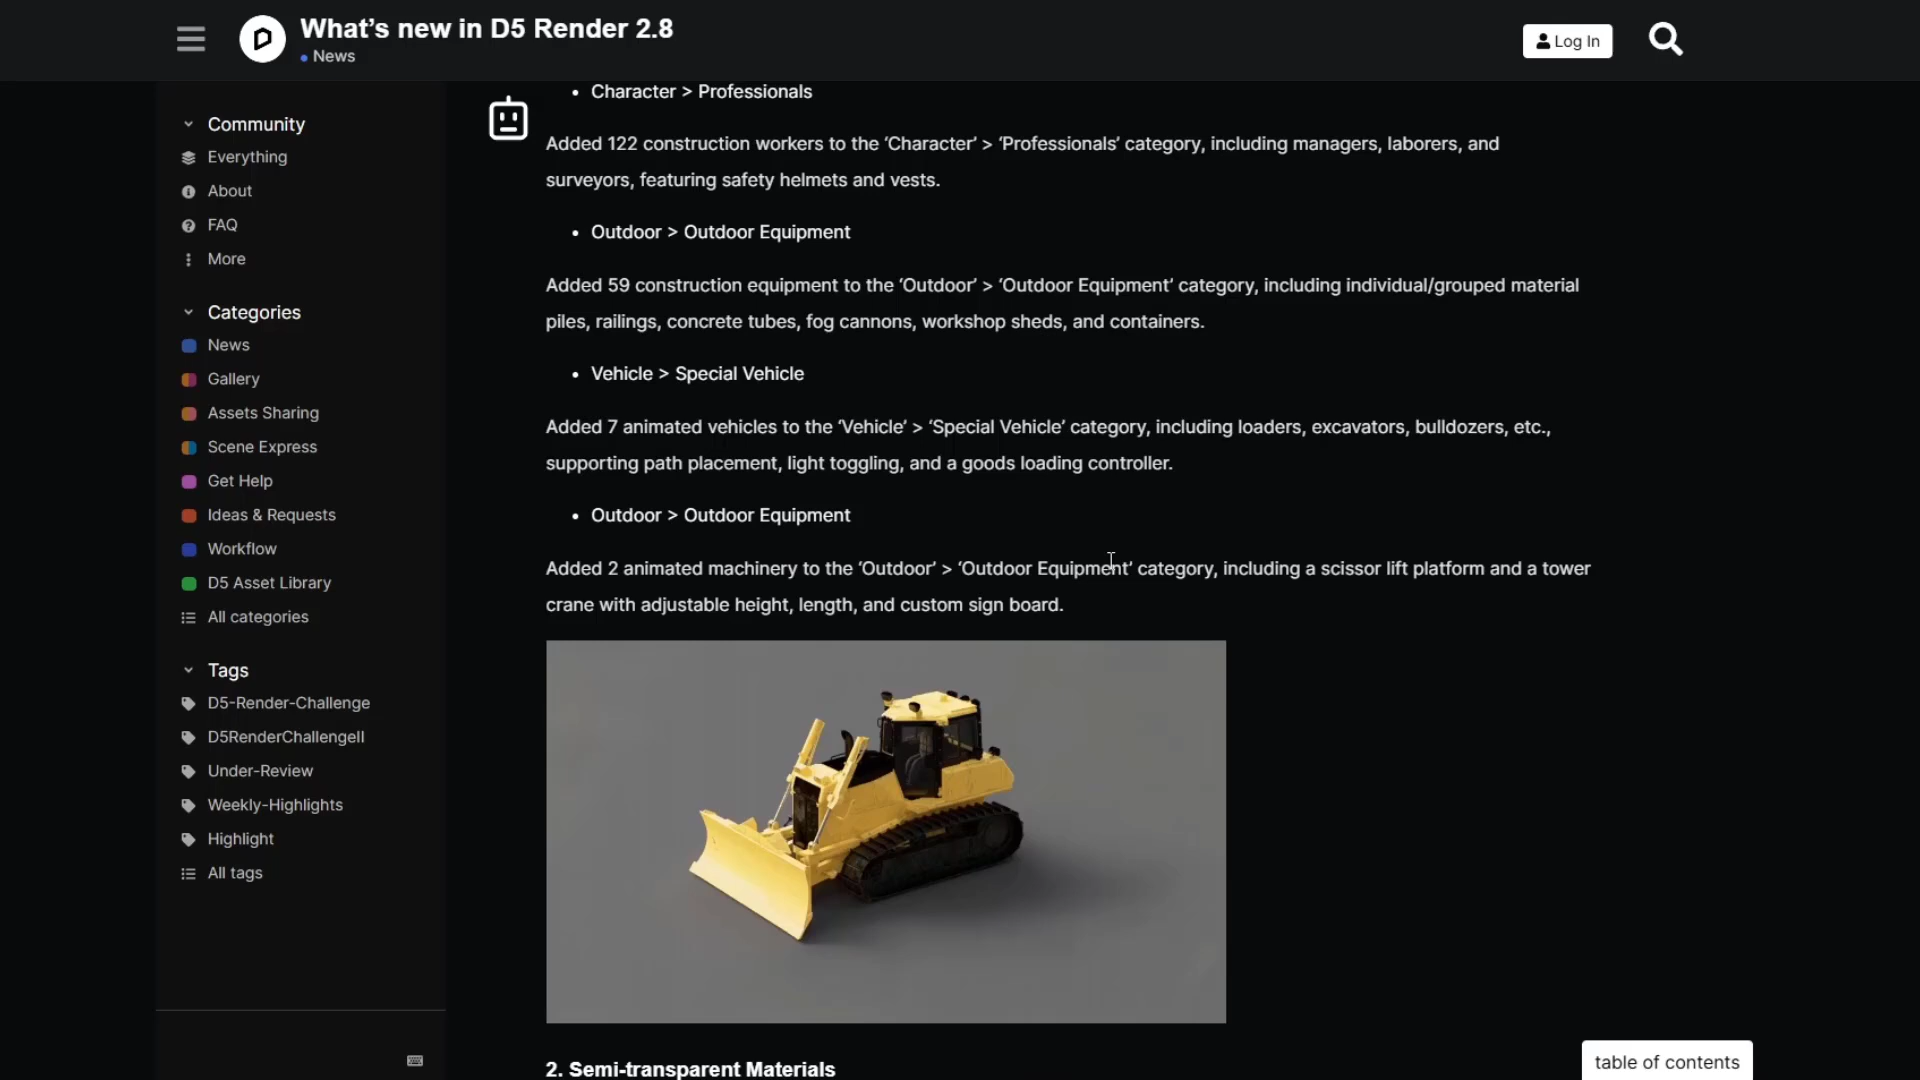 What's new in D5 Render 2.8
News
Log In
Community
Everything
About
FAQ
More
Categories
News
Gallery
Assets Sharing
Scene Express
Get Help
Ideas & Requests
Workflow
D5 Asset Library
All categories
Tags
D5-Render-Challenge
D5RenderChallengeII
Under-Review
Weekly-Highlights
Highlight
All tags
• Character > Professionals
Added 122 construction workers to the ‘Character’ > ‘Professionals’ category, including managers, laborers, and
surveyors, featuring safety helmets and vests.
• Outdoor > Outdoor Equipment
Added 59 construction equipment to the ‘Outdoor’ > ‘Outdoor Equipment’ category, including individual/grouped material
piles, railings, concrete tubes, fog cannons, workshop sheds, and containers.
• Vehicle > Special Vehicle
Added 7 animated vehicles to the ‘Vehicle’ > ‘Special Vehicle’ category, including loaders, excavators, bulldozers, etc.,
supporting path placement, light toggling, and a goods loading controller.
• Outdoor > Outdoor Equipment
Added 2 animated machinery to the ‘Outdoor’ > ‘Outdoor Equipment’ category, including a scissor lift platform and a tower
crane with adjustable height, length, and custom sign board.
2. Semi-transparent Materials
table of contents